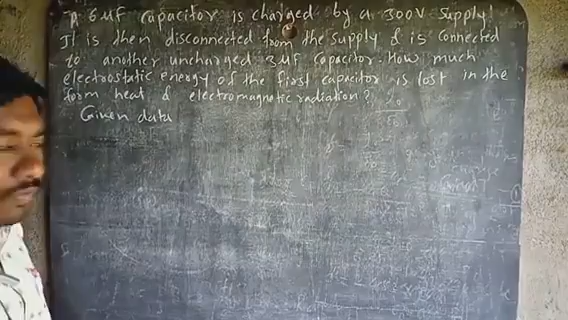 A 6 μF capacitor is charged by a 300V supply!
It is then disconnected from the supply & is connected
to another uncharged 3μF capacitor. How much
electrostatic energy of the first capacitor is lost in the
form heat & electromagnetic radiation?
Given data